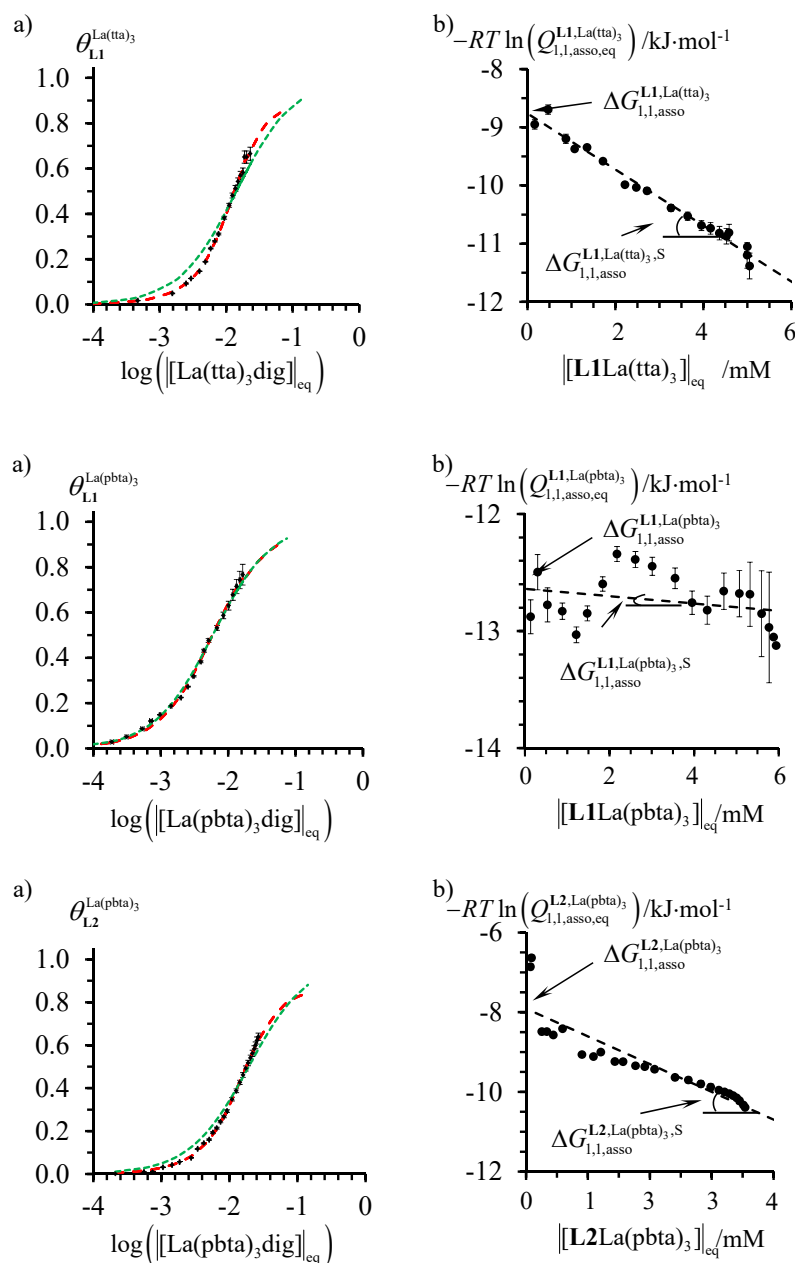 a)
θ_L1^La(tta)₃
1.0
0.8
0.6
0.4
0.2
0.0
-4 -3 -2 -1 0
log(|[La(tta)₃dig]|eq)
b)
−RT ln(Q_1,1,asso,eq^L1,La(tta)₃)/kJ·mol⁻¹
-8
-9
-10
-11
-12
ΔG_1,1,asso^L1,La(tta)₃
ΔG_1,1,asso^L1,La(tta)₃,S
0 2 4 6
|[L1La(tta)₃]|eq /mM
a)
θ_L1^La(pbta)₃
1.0
0.8
0.6
0.4
0.2
0.0
-4 -3 -2 -1 0
log(|[La(pbta)₃dig]|eq)
b)
−RT ln(Q_1,1,asso,eq^L1,La(pbta)₃)/kJ·mol⁻¹
-12
-13
-14
ΔG_1,1,asso^L1,La(pbta)₃
ΔG_1,1,asso^L1,La(pbta)₃,S
0 2 4 6
|[L1La(pbta)₃]|eq/mM
a)
θ_L2^La(pbta)₃
1.0
0.8
0.6
0.4
0.2
0.0
-4 -3 -2 -1 0
log(|[La(pbta)₃dig]|eq)
b)
−RT ln(Q_1,1,asso,eq^L2,La(pbta)₃)/kJ·mol⁻¹
-6
-8
-10
-12
ΔG_1,1,asso^L2,La(pbta)₃
ΔG_1,1,asso^L2,La(pbta)₃,S
0 1 2 3 3 4
|[L2La(pbta)₃]|eq/mM